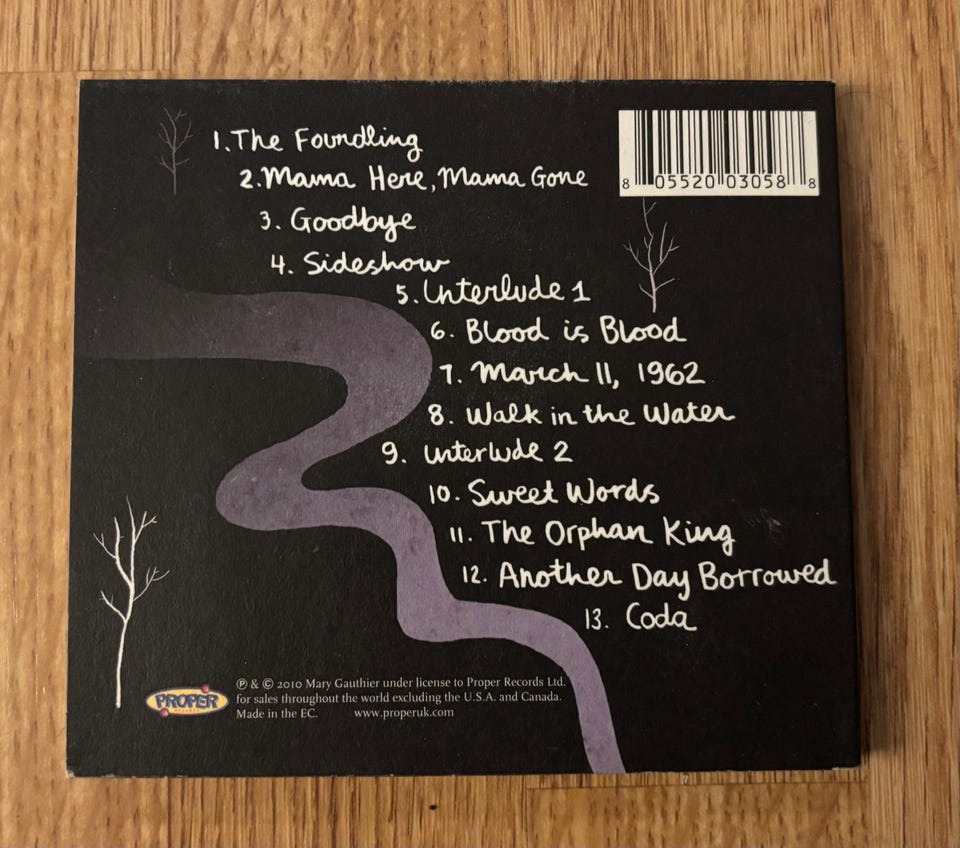 1. The Foundling
2. Mama Here, Mama Gone
3. Goodbye
4. Sideshow
5. Interlude 1
6. Blood is Blood
7. March 11, 1962
8. Walk in the Water
9. interlude 2
10. Sweet Words
11. The Orphan King
12. Another Day Borrowed
13. Coda
8 05520 03058 8
PROPER
℗ & © 2010 Mary Gauthier under license to Proper Records Ltd.
for sales throughout the world excluding the U.S.A. and Canada.
Made in the EC. www.properuk.com